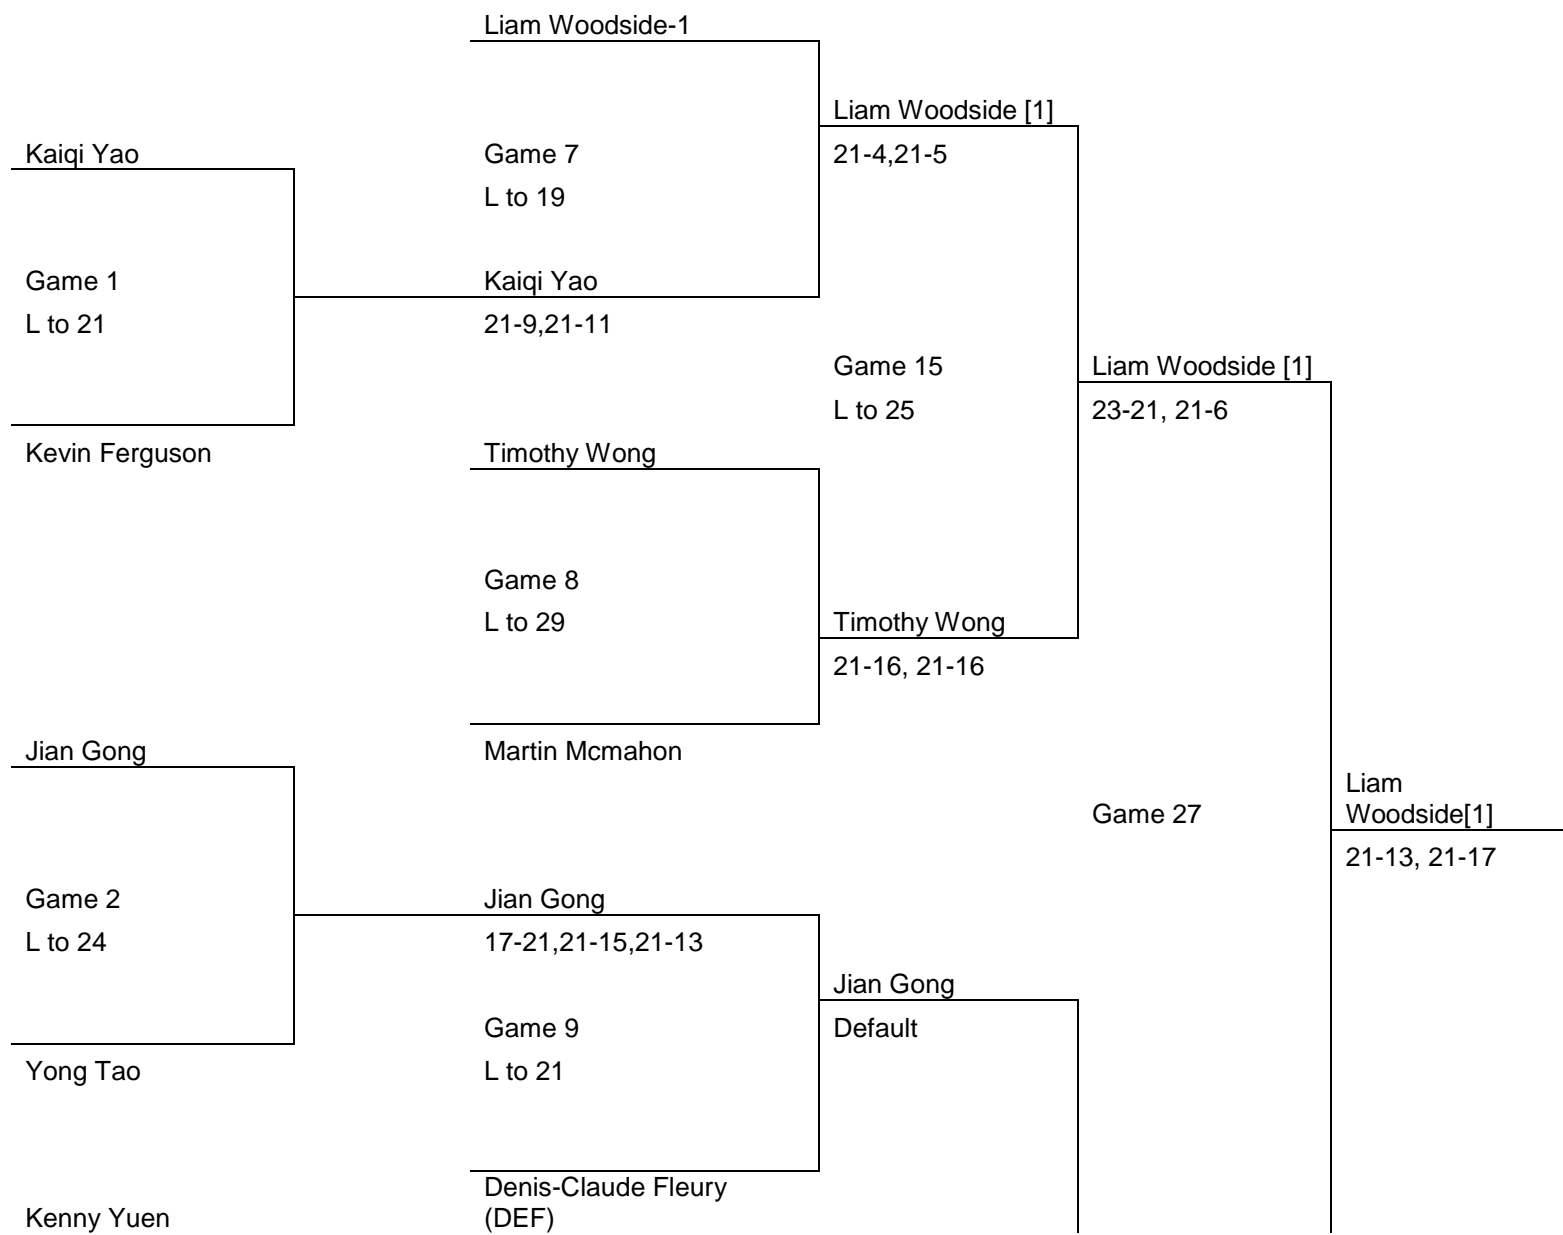 Liam Woodside-1
Liam Woodside [1]
Kaiqi Yao
Game 7
21-4,21-5
L to 19
Game 1
Kaiqi Yao
L to 21
21-9,21-11
Game 15
Liam Woodside [1]
L to 25
23-21, 21-6
Kevin Ferguson
Timothy Wong
Game 8
L to 29
Timothy Wong
21-16, 21-16
Jian Gong
Martin Mcmahon
Liam
Game 27
Woodside[1]
21-13, 21-17
Game 2
Jian Gong
L to 24
17-21,21-15,21-13
Jian Gong
Game 9
Default
Yong Tao
L to 21
Denis-Claude Fleury
Kenny Yuen
(DEF)